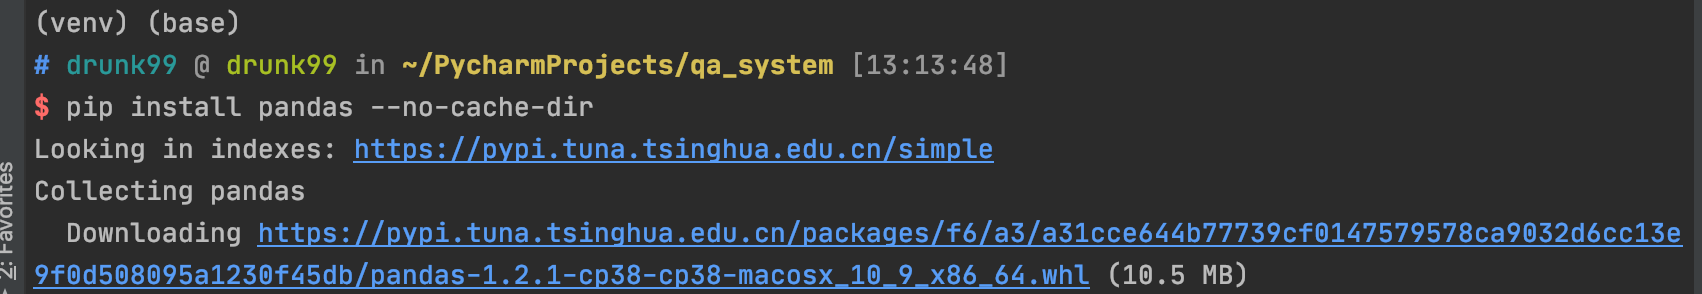 (venv) (base)
# drunk99 @ drunk99 in ~/PycharmProjects/qa_system [13:13:48]
$ pip install pandas --no-cache-dir
Looking in indexes: https://pypi.tuna.tsinghua.edu.cn/simple
Collecting pandas
  Downloading https://pypi.tuna.tsinghua.edu.cn/packages/f6/a3/a31cce644b77739cf0147579578ca9032d6cc13e
9f0d508095a1230f45db/pandas-1.2.1-cp38-cp38-macosx_10_9_x86_64.whl (10.5 MB)
2: Favorites